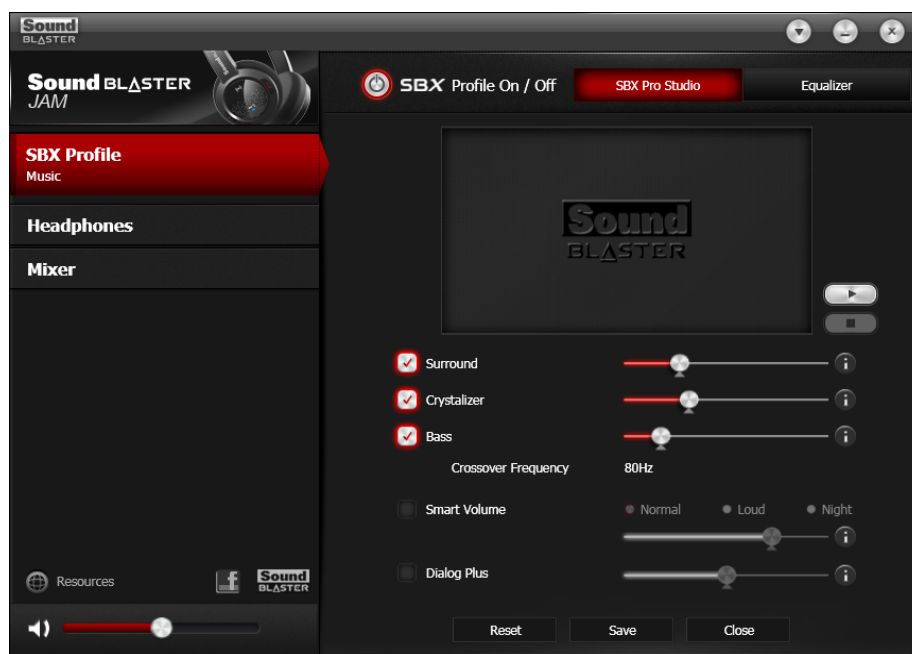 Sound
BLASTER
Sound BLASTER
JAM
SBX Profile On / Off
SBX Pro Studio
Equalizer
SBX Profile
Music
Headphones
Mixer
Sound
BLASTER
Surround
Crystalizer
Bass
Crossover Frequency 80Hz
Smart Volume
Normal
Loud
Night
Dialog Plus
Resources
f
Sound
BLASTER
Reset
Save
Close